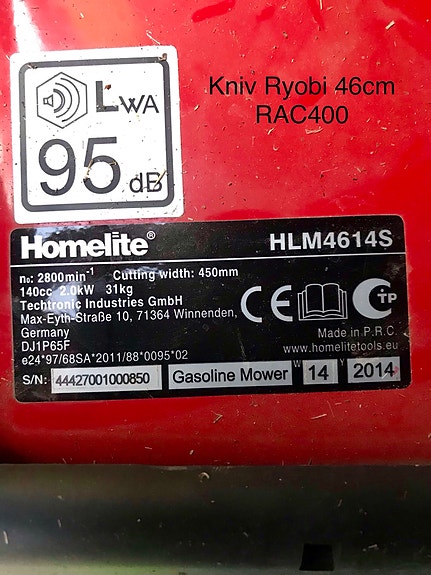 LWA
95 dB
Kniv Ryobi 46cm
RAC400
Homelite® HLM4614S
n₀: 2800min⁻¹ Cutting width: 450mm
140cc 2.0kW 31kg
Techtronic Industries GmbH
Max-Eyth-Straße 10, 71364 Winnenden,
Germany
DJ1P65F
e24*97/68SA*2011/88*0095*02
CE
TP
Made in P.R.C.
www.homelitetools.eu
W Y
S/N: 44427001000850 Gasoline Mower 14 2014